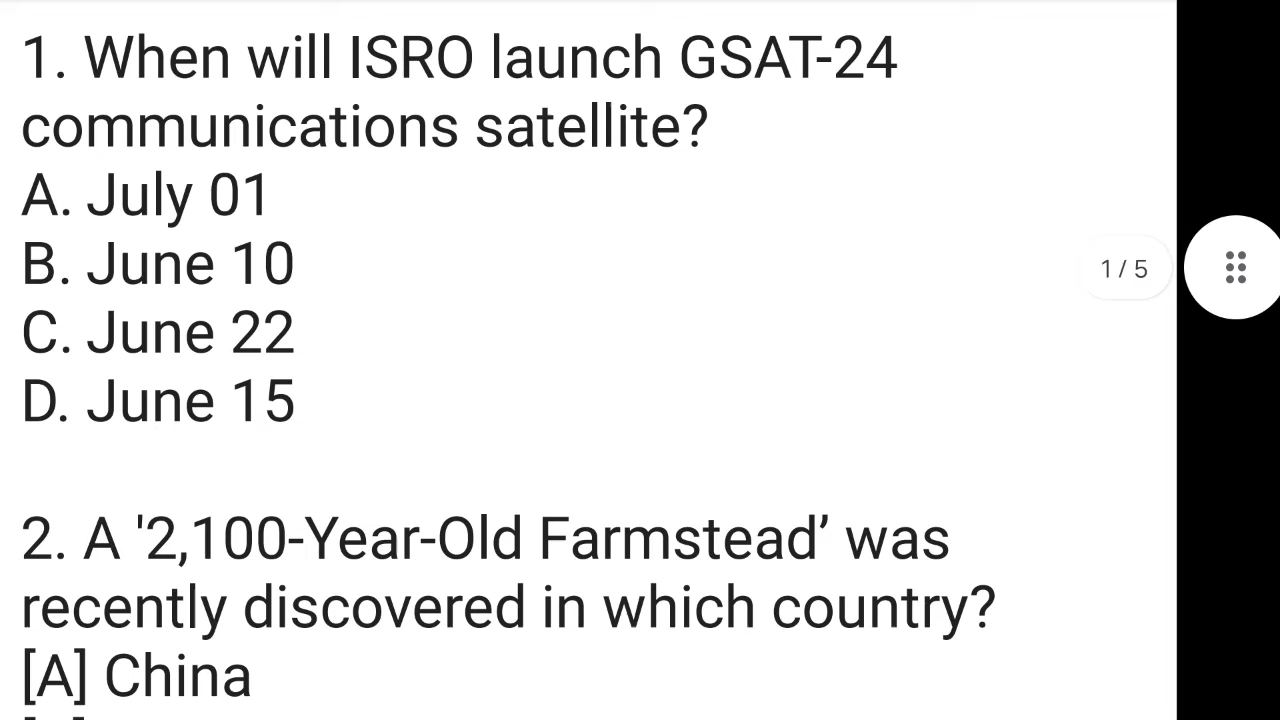 1. When will ISRO launch GSAT-24
communications satellite?
A. July 01
B. June 10
C. June 22
D. June 15
1 / 5
2. A '2,100-Year-Old Farmstead’ was
recently discovered in which country?
[A] China